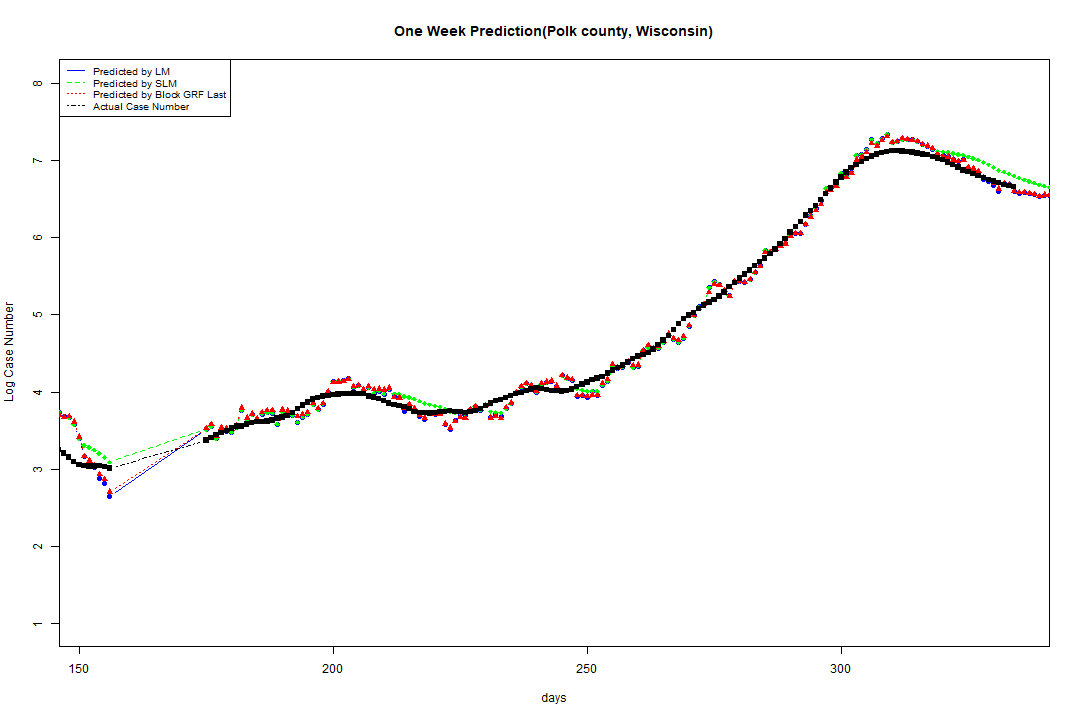 One Week Prediction(Polk county, Wisconsin)
Predicted by LM
Predicted by SLM
Predicted by Block GRF Last
Actual Case Number
8
7
6
5
4
3
2
1
Log Case Number
150 200 250 300
days